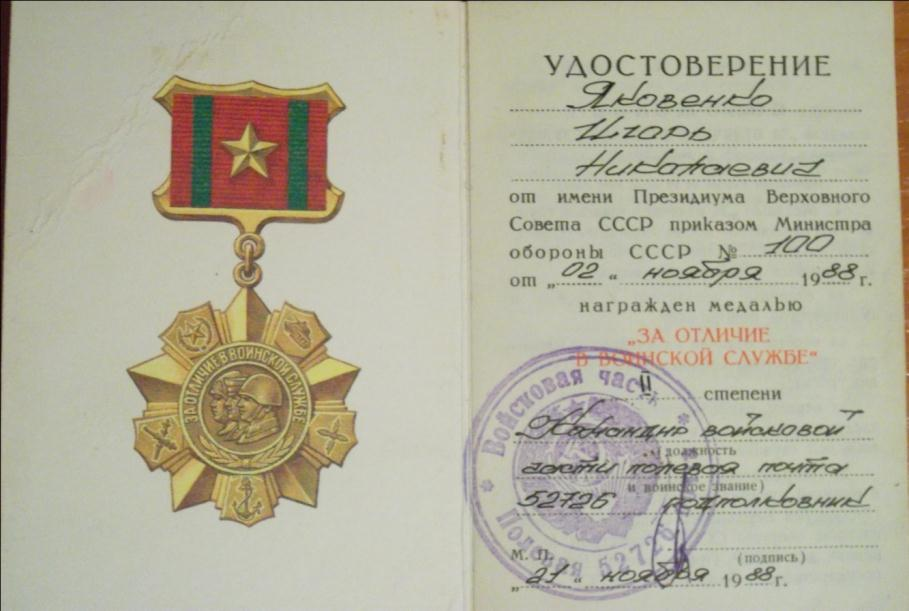 ЗА ОТЛИЧИЕ В ВОИНСКОЙ СЛУЖБЕ
УДОСТОВЕРЕНИЕ
Яковенко
Игорь
Николаевич
от имени Президиума Верховного
Совета СССР приказом Министра
обороны СССР № 100
от „02“ ноября 1988 г.
награжден медалью
„ЗА ОТЛИЧИЕ
В ВОИНСКОЙ СЛУЖБЕ“
II степени
Командир войсковой
(должность
части полевая почта
и воинское звание)
52726 подполковник
М. П. (подпись)
„21“ ноября 1988 г.
Войсковая часть
Полевая 52726